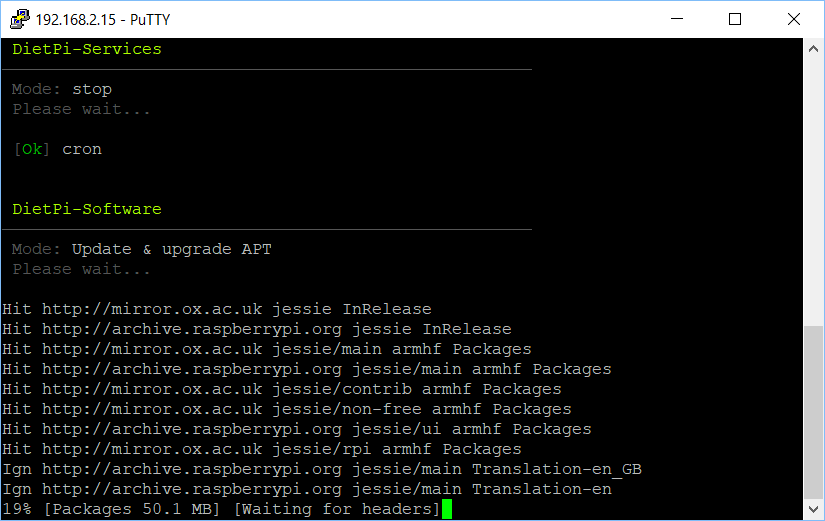 192.168.2.15 - PuTTY
DietPi-Services
Mode: stop
Please wait...
[Ok] cron
DietPi-Software
Mode: Update & upgrade APT
Please wait...
Hit http://mirror.ox.ac.uk jessie InRelease
Hit http://archive.raspberrypi.org jessie InRelease
Hit http://mirror.ox.ac.uk jessie/main armhf Packages
Hit http://archive.raspberrypi.org jessie/main armhf Packages
Hit http://mirror.ox.ac.uk jessie/contrib armhf Packages
Hit http://mirror.ox.ac.uk jessie/non-free armhf Packages
Hit http://archive.raspberrypi.org jessie/ui armhf Packages
Hit http://mirror.ox.ac.uk jessie/rpi armhf Packages
Ign http://archive.raspberrypi.org jessie/main Translation-en_GB
Ign http://archive.raspberrypi.org jessie/main Translation-en
19% [Packages 50.1 MB] [Waiting for headers]